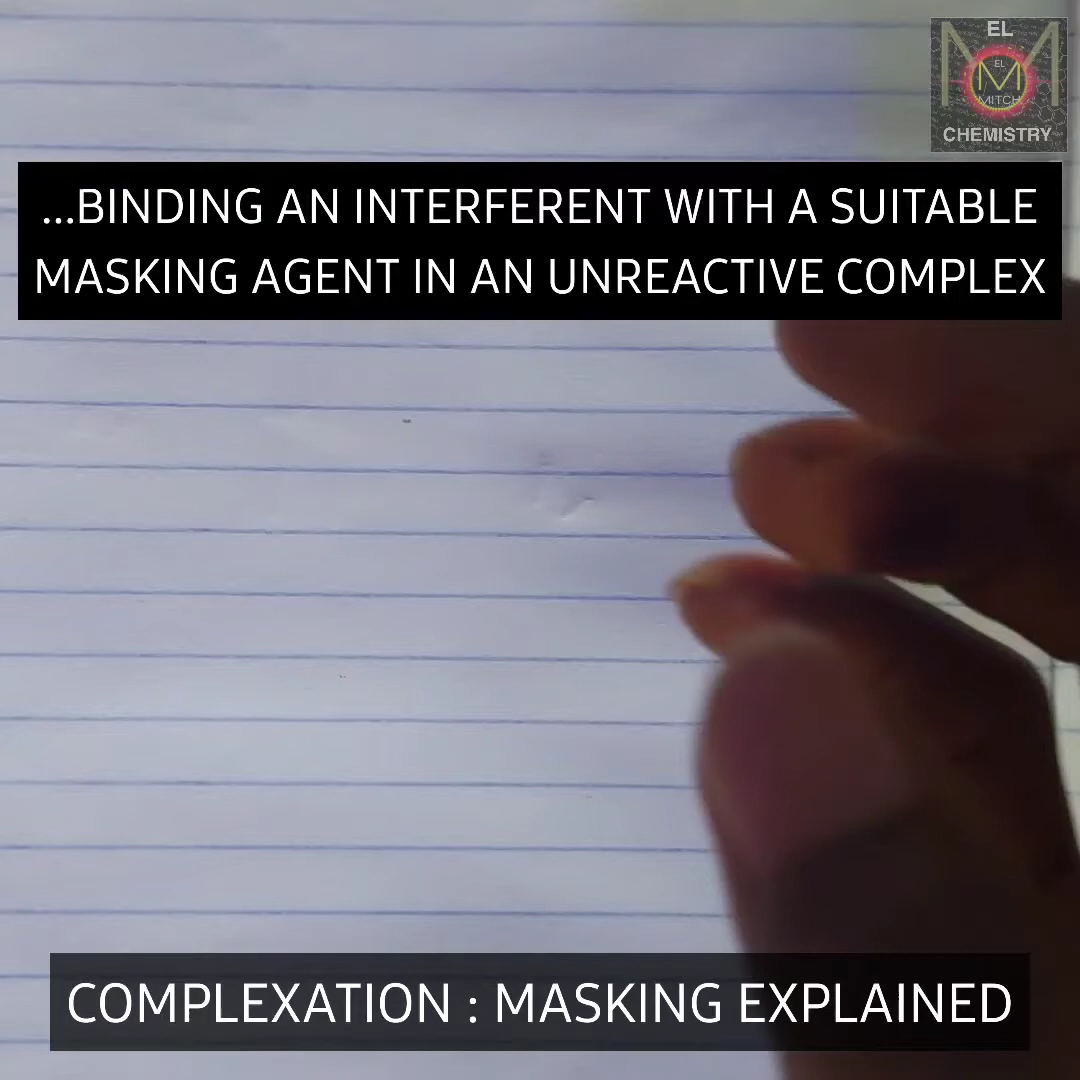 EL
EL
M
MITCH
CHEMISTRY
...BINDING AN INTERFERENT WITH A SUITABLE
MASKING AGENT IN AN UNREACTIVE COMPLEX
COMPLEXATION : MASKING EXPLAINED